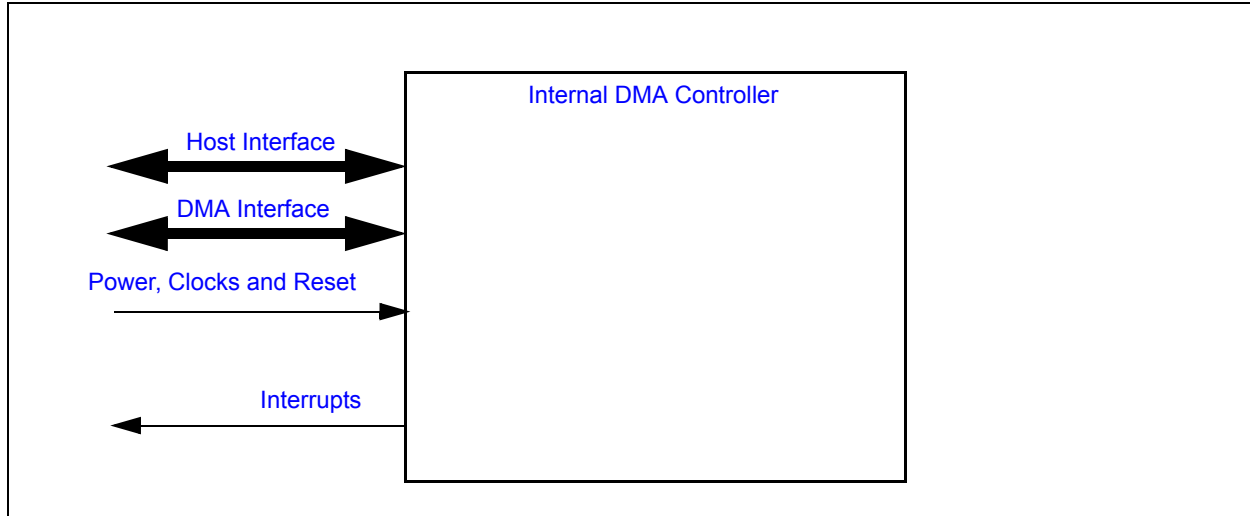 Internal DMA Controller
Host Interface
DMA Interface
Power, Clocks and Reset
Interrupts